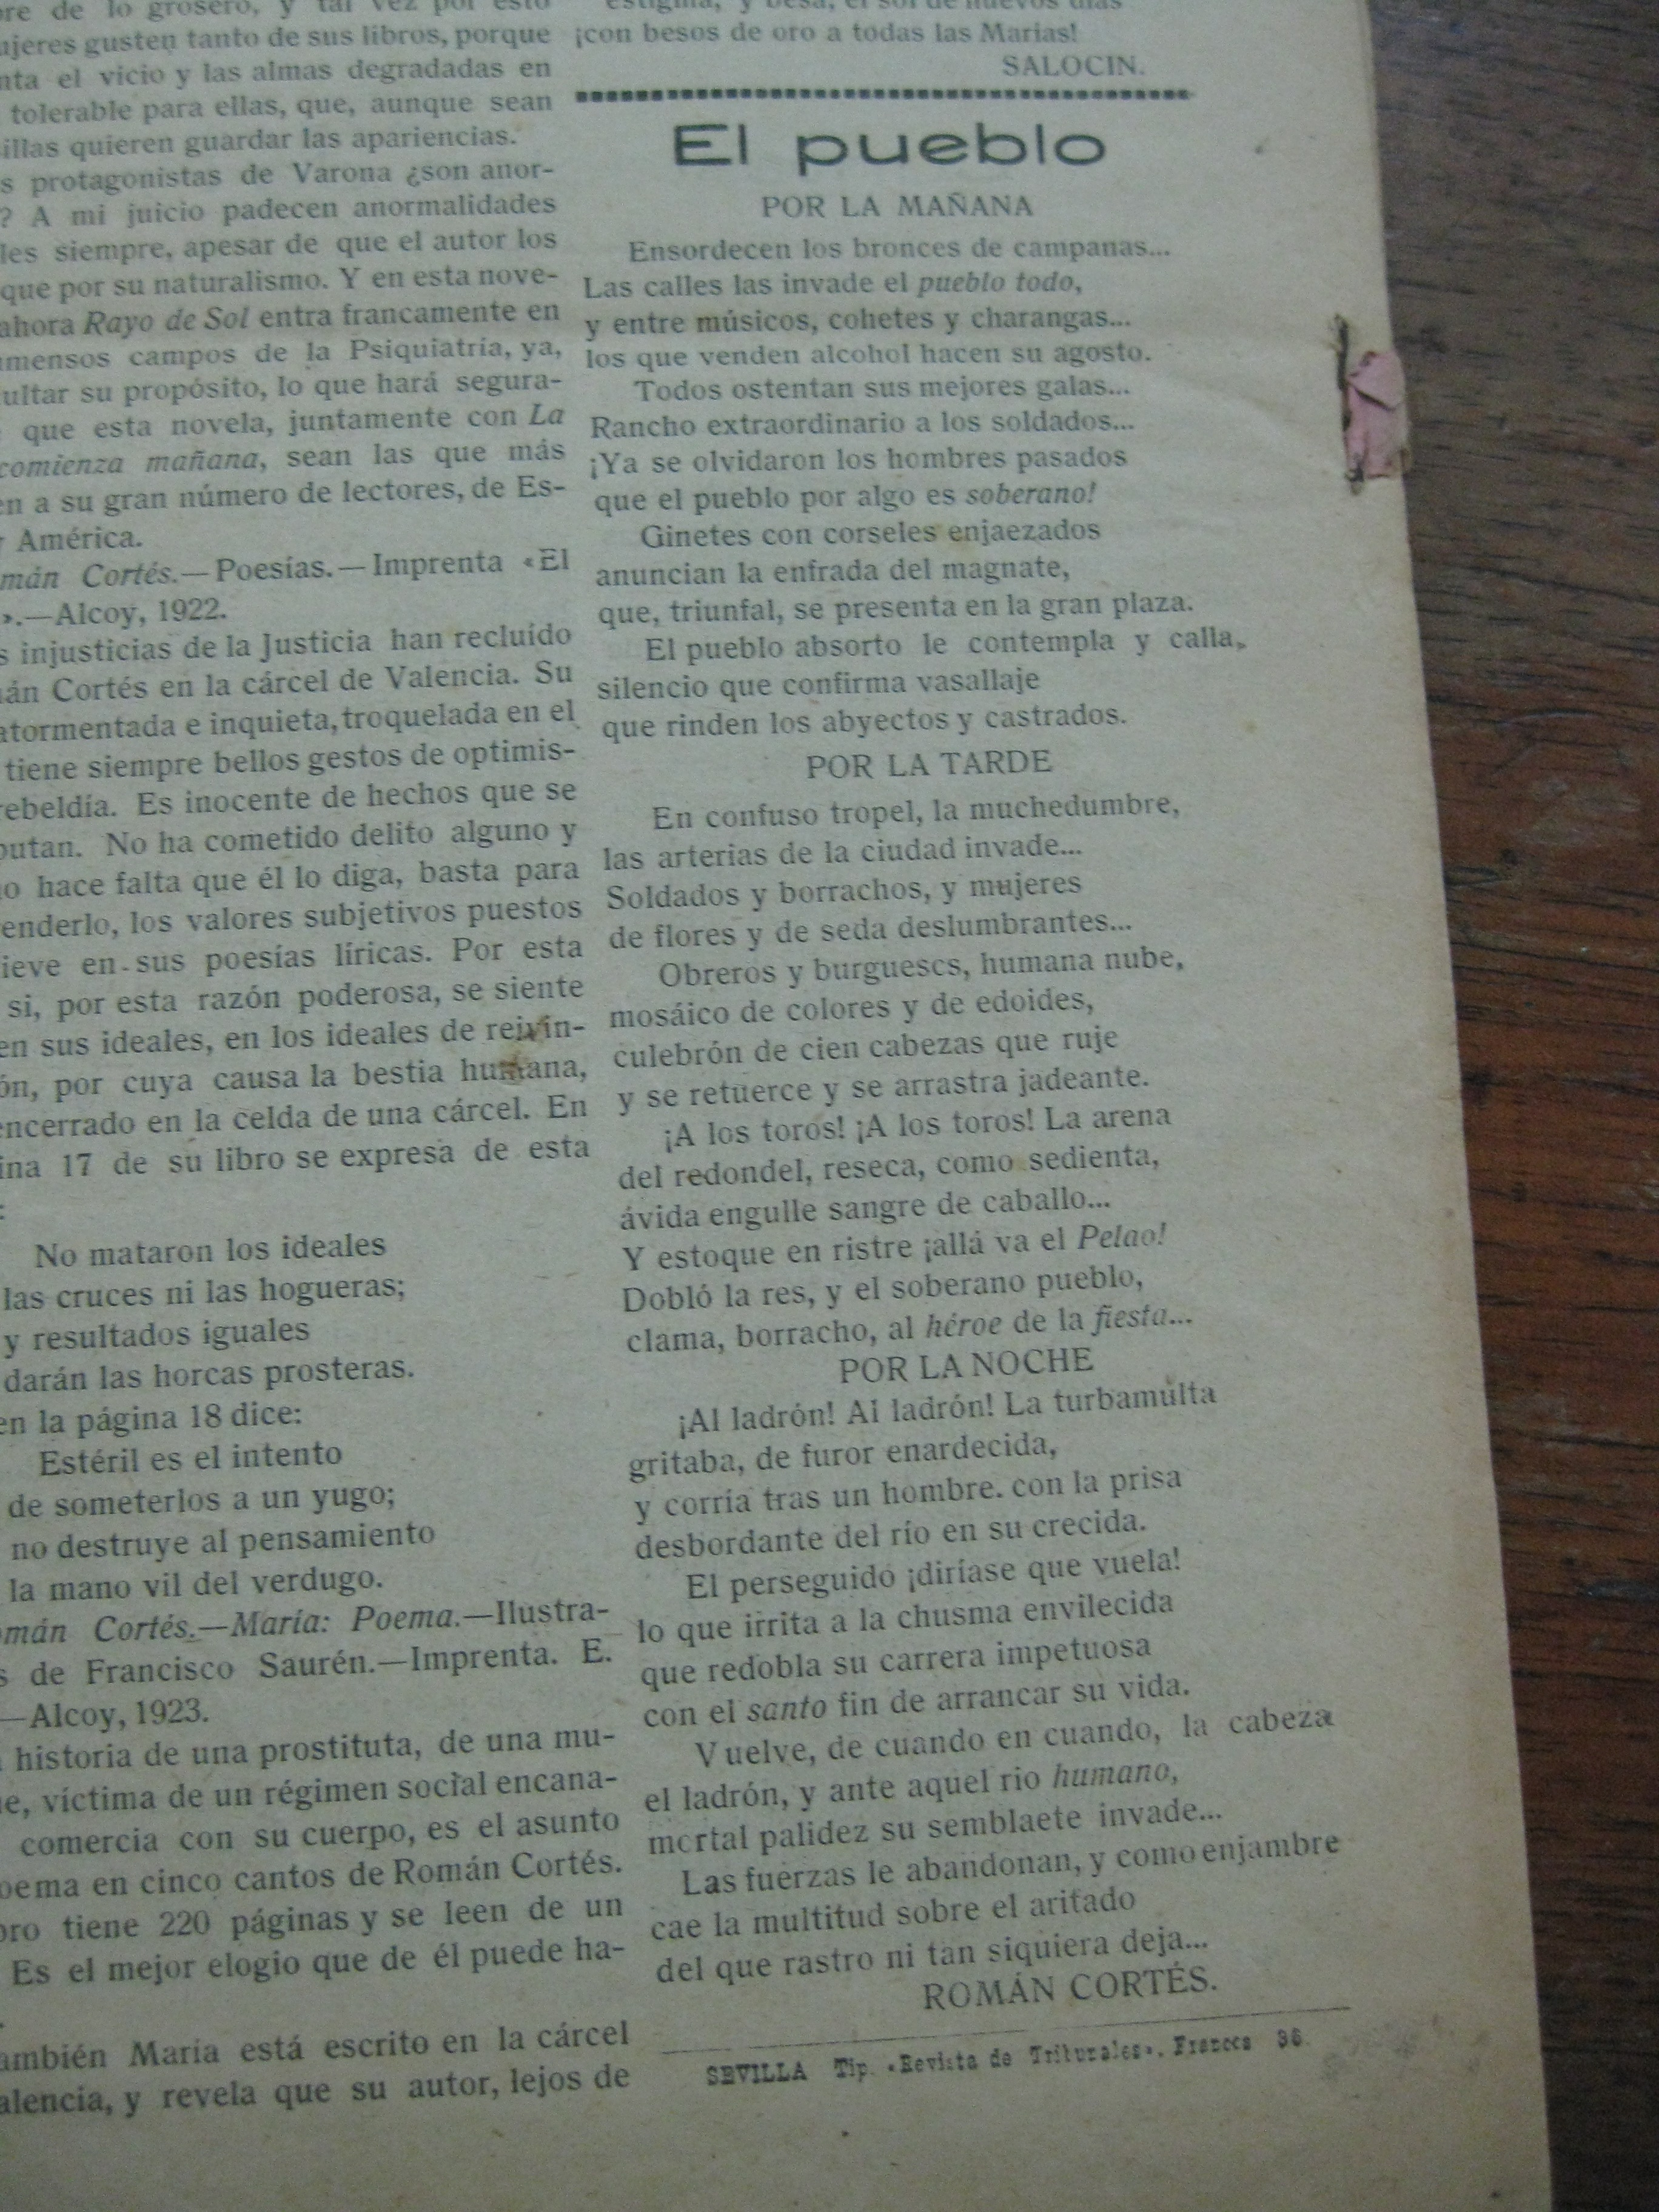 bre de lo grosero, y tal vez por esto
ujeres gusten tanto de sus libros, porque
nta el vicio y las almas degradadas en
tolerable para ellas, que, aunque sean
illas quieren guardar las apariencias.
s protagonistas de Varona ¿son anor-
? A mi juicio padecen anormalidades
les siempre, apesar de que el autor los
que por su naturalismo. Y en esta nove-
ahora Rayo de Sol entra francamente en
mensos campos de la Psiquiatría, ya,
ultar su propósito, lo que hará segura-
que esta novela, juntamente con La
comienza mañana, sean las que más
en a su gran número de lectores, de Es-
y América.
mán Cortés.—Poesías.—Imprenta «El
».—Alcoy, 1922.
s injusticias de la Justicia han recluído
án Cortés en la cárcel de Valencia. Su
atormentada e inquieta, troquelada en el
tiene siempre bellos gestos de optimis-
rebeldía. Es inocente de hechos que se
putan. No ha cometido delito alguno y
no hace falta que él lo diga, basta para
enderlo, los valores subjetivos puestos
ieve en sus poesías líricas. Por esta
si, por esta razón poderosa, se siente
en sus ideales, en los ideales de reivin-
ón, por cuya causa la bestia humana,
encerrado en la celda de una cárcel. En
ina 17 de su libro se expresa de esta
:
No mataron los ideales
las cruces ni las hogueras;
y resultados iguales
darán las horcas prosteras.
en la página 18 dice:
Estéril es el intento
de someterlos a un yugo;
no destruye al pensamiento
la mano vil del verdugo.
omán Cortés.—María: Poema.—Ilustra-
s de Francisco Saurén.—Imprenta. E.
—Alcoy, 1923.
historia de una prostituta, de una mu-
e, víctima de un régimen social encana-
comercia con su cuerpo, es el asunto
oema en cinco cantos de Román Cortés.
bro tiene 220 páginas y se leen de un
Es el mejor elogio que de él puede ha-
ambién María está escrito en la cárcel
alencia, y revela que su autor, lejos de
estigma, y besa, el sol de nuevos días
¡con besos de oro a todas las Marias!
SALOCIN.
El pueblo
POR LA MAÑANA
Ensordecen los bronces de campanas...
Las calles las invade el pueblo todo,
y entre músicos, cohetes y charangas...
los que venden alcohol hacen su agosto.
Todos ostentan sus mejores galas...
Rancho extraordinario a los soldados...
¡Ya se olvidaron los hombres pasados
que el pueblo por algo es soberano!
Ginetes con corseles enjaezados
anuncian la enfrada del magnate,
que, triunfal, se presenta en la gran plaza.
El pueblo absorto le contempla y calla,
silencio que confirma vasallaje
que rinden los abyectos y castrados.
POR LA TARDE
En confuso tropel, la muchedumbre,
las arterias de la ciudad invade...
Soldados y borrachos, y mujeres
de flores y de seda deslumbrantes...
Obreros y burguescs, humana nube,
mosáico de colores y de edoides,
culebrón de cien cabezas que ruje
y se retuerce y se arrastra jadeante.
¡A los toros! ¡A los toros! La arena
del redondel, reseca, como sedienta,
ávida engulle sangre de caballo...
Y estoque en ristre ¡allá va el Pelao!
Dobló la res, y el soberano pueblo,
clama, borracho, al héroe de la fiesta...
POR LA NOCHE
¡Al ladrón! Al ladrón! La turbamulta
gritaba, de furor enardecida,
y corría tras un hombre. con la prisa
desbordante del río en su crecida.
El perseguido ¡diríase que vuela!
lo que irrita a la chusma envilecida
que redobla su carrera impetuosa
con el santo fin de arrancar su vida.
Vuelve, de cuando en cuando, la cabeza
el ladrón, y ante aquel rio humano,
mcrtal palidez su semblaete invade...
Las fuerzas le abandonan, y como enjambre
cae la multitud sobre el aritado
del que rastro ni tan siquiera deja...
ROMÁN CORTÉS.
SEVILLA Tip. «Revista de Tribunales».